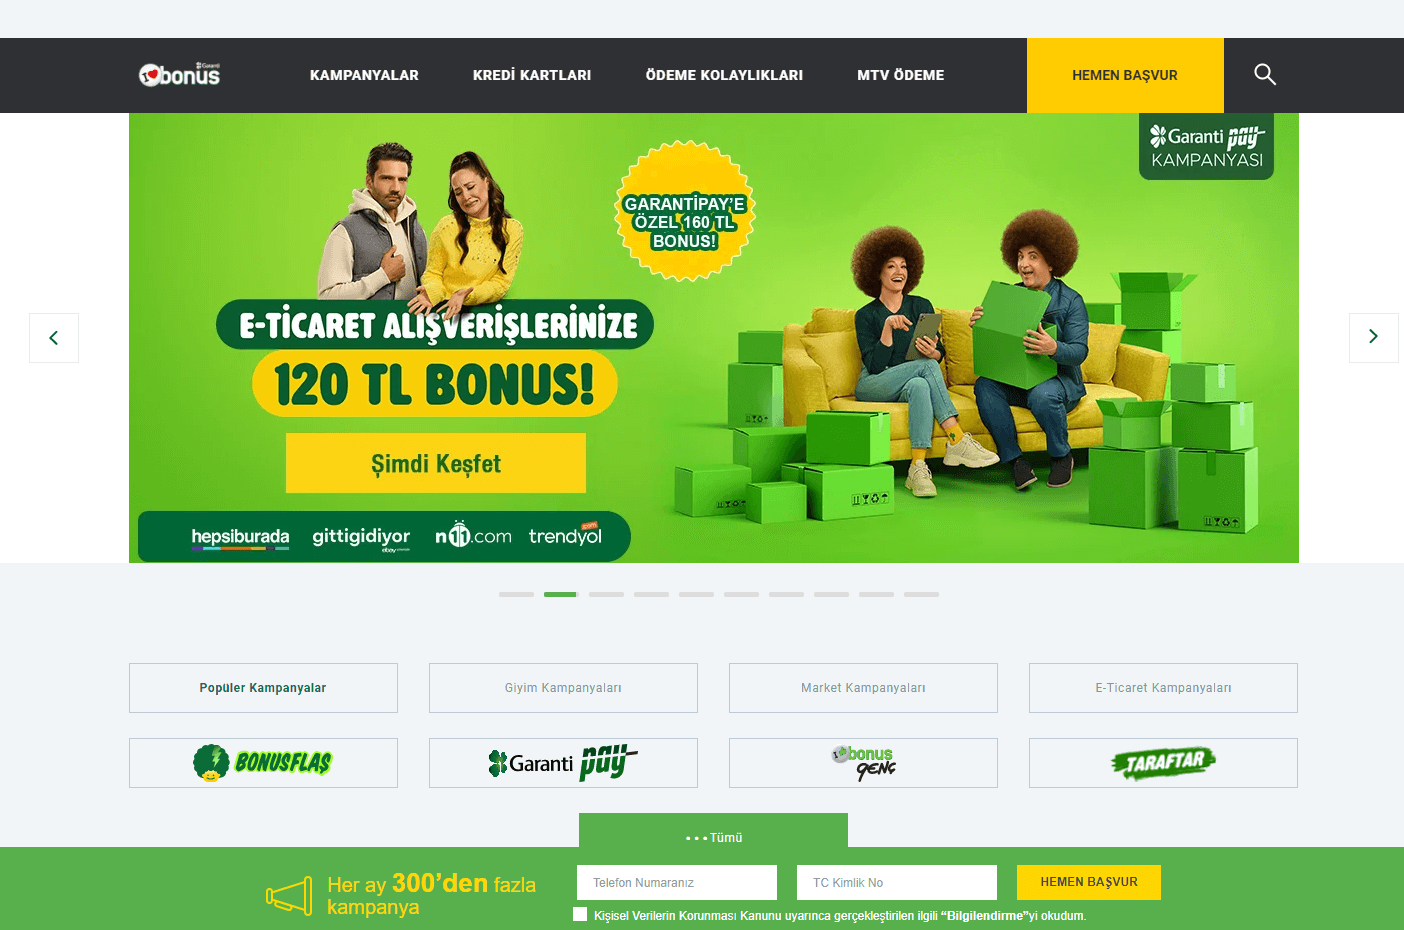 Garanti
bonus
KAMPANYALAR
KREDİ KARTLARI
ÖDEME KOLAYLIKLARI
MTV ÖDEME
HEMEN BAŞVUR
Garanti pay
KAMPANYASI
GARANTİPAY'E
ÖZEL 160 TL
BONUS!
E-TİCARET ALIŞVERİŞLERİNİZE
120 TL BONUS!
Şimdi Keşfet
hepsiburada gittigidiyor n11.com trendyol.com
Popüler Kampanyalar
Giyim Kampanyaları
Market Kampanyaları
E-Ticaret Kampanyaları
BONUSFLAŞ
Garanti pay
bonus
GENÇ
TARAFTAR
•••Tümü
Her ay 300’den fazla
kampanya
Telefon Numaranız
TC Kimlik No
HEMEN BAŞVUR
Kişisel Verilerin Korunması Kanunu uyarınca gerçekleştirilen ilgili “Bilgilendirme”yi okudum.